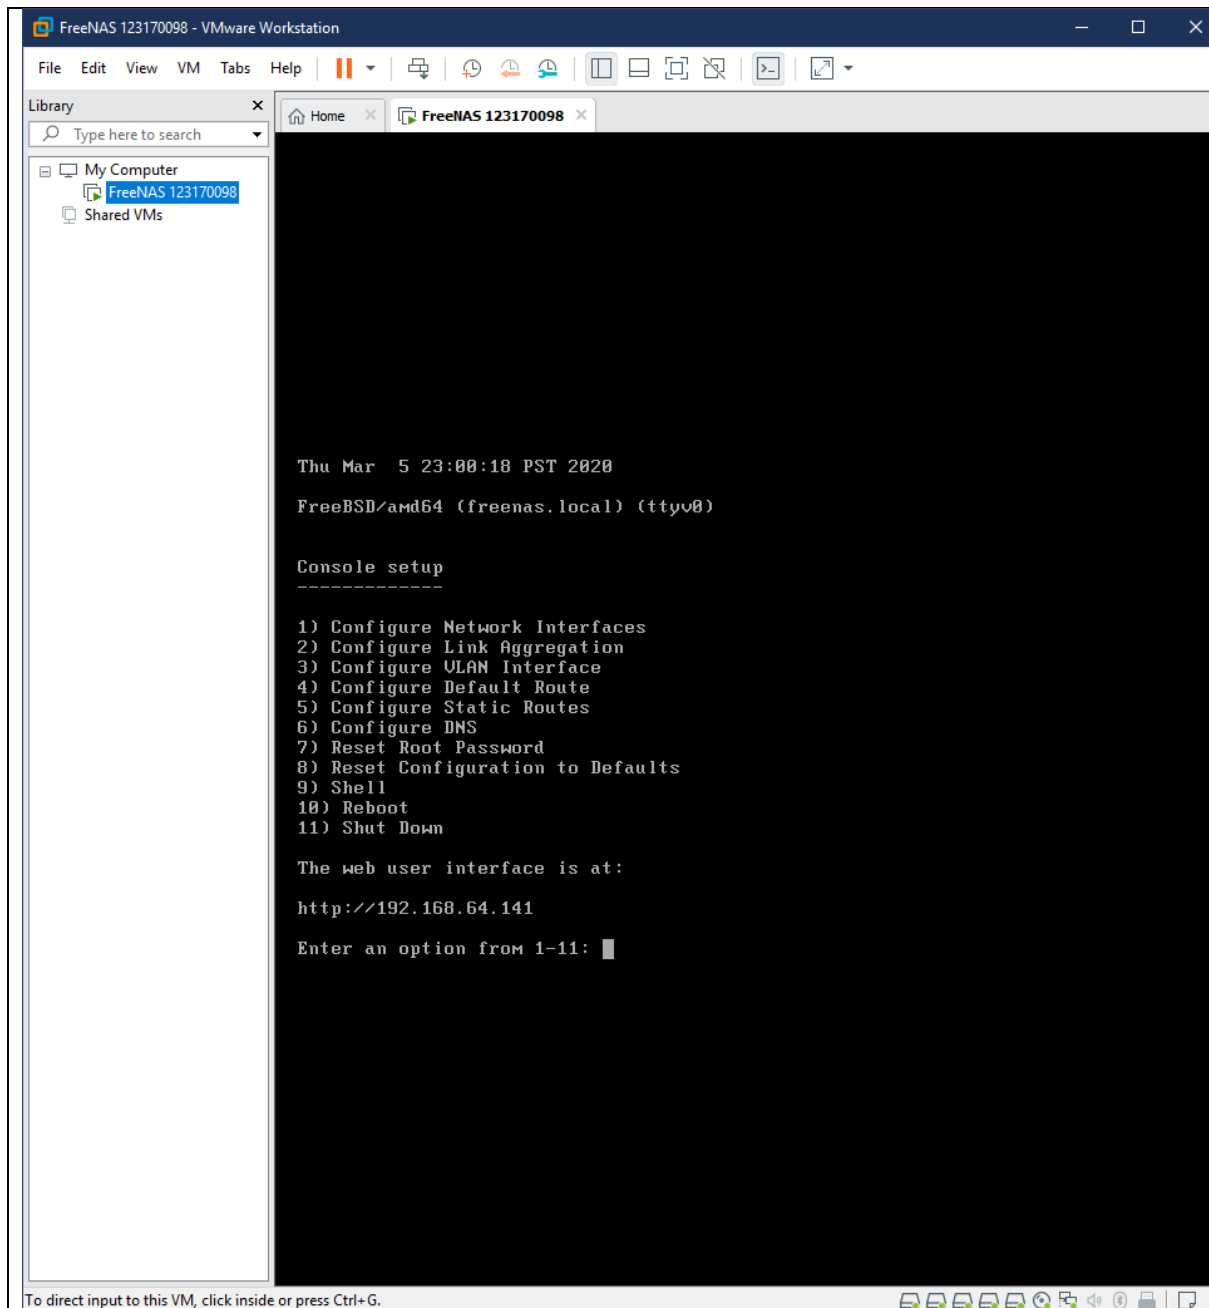 FreeNAS 123170098 - VMware Workstation
File Edit View VM Tabs Help
Library
Type here to search
My Computer
FreeNAS 123170098
Shared VMs
Home
FreeNAS 123170098
Thu Mar  5 23:00:18 PST 2020
FreeBSD/amd64 (freenas.local) (ttyv0)
Console setup
-------------
1) Configure Network Interfaces
2) Configure Link Aggregation
3) Configure VLAN Interface
4) Configure Default Route
5) Configure Static Routes
6) Configure DNS
7) Reset Root Password
8) Reset Configuration to Defaults
9) Shell
10) Reboot
11) Shut Down
The web user interface is at:
http://192.168.64.141
Enter an option from 1-11:
To direct input to this VM, click inside or press Ctrl+G.